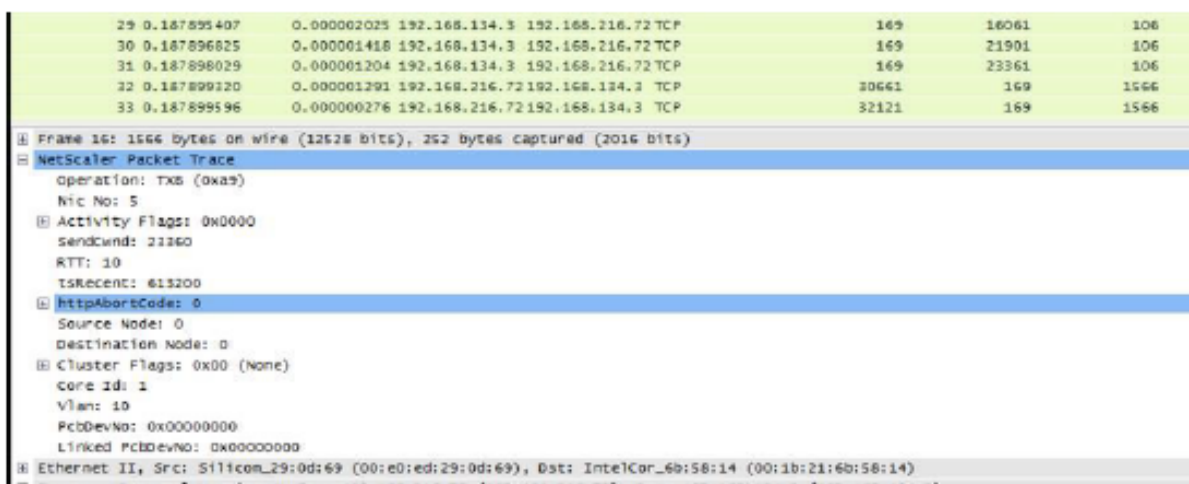 29 0.187895407 0.000002025 192.168.134.3 192.168.216.72 TCP 169 16061 106
30 0.187896825 0.000001418 192.168.134.3 192.168.216.72 TCP 169 21901 106
31 0.187898029 0.000001204 192.168.134.3 192.168.216.72 TCP 169 23361 106
32 0.187899320 0.000001291 192.168.216.72 192.168.134.3 TCP 30661 169 1566
33 0.187899596 0.000000276 192.168.216.72 192.168.134.3 TCP 32121 169 1566
Frame 16: 1566 bytes on wire (12528 bits), 252 bytes captured (2016 bits)
NetScaler Packet Trace
Operation: TXB (0xa9)
Nic No: 5
Activity Flags: 0x0000
SendCwnd: 23360
RTT: 10
tsRecent: 613200
httpAbortCode: 0
Source Node: 0
Destination Node: 0
Cluster Flags: 0x00 (None)
Core Id: 1
Vlan: 10
PcbDevNo: 0x00000000
Linked PcbDevNo: 0x00000000
Ethernet II, Src: Silicom_29:0d:69 (00:e0:ed:29:0d:69), Dst: IntelCor_6b:58:14 (00:1b:21:6b:58:14)